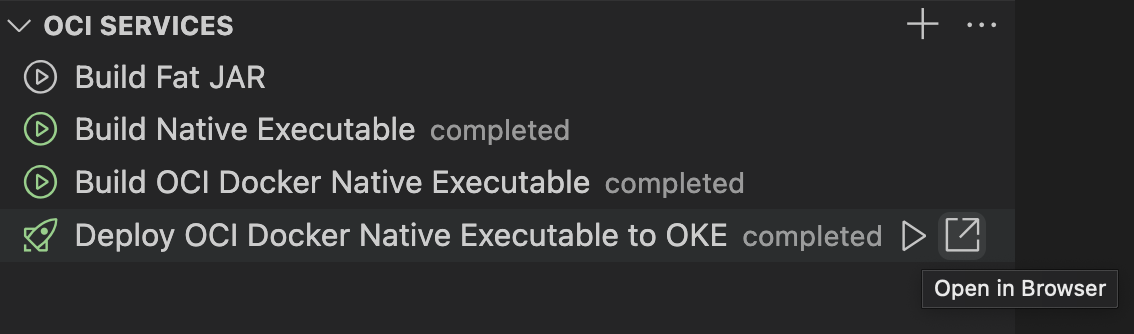 OCI SERVICES
Build Fat JAR
Build Native Executable completed
Build OCI Docker Native Executable completed
Deploy OCI Docker Native Executable to OKE completed
Open in Browser